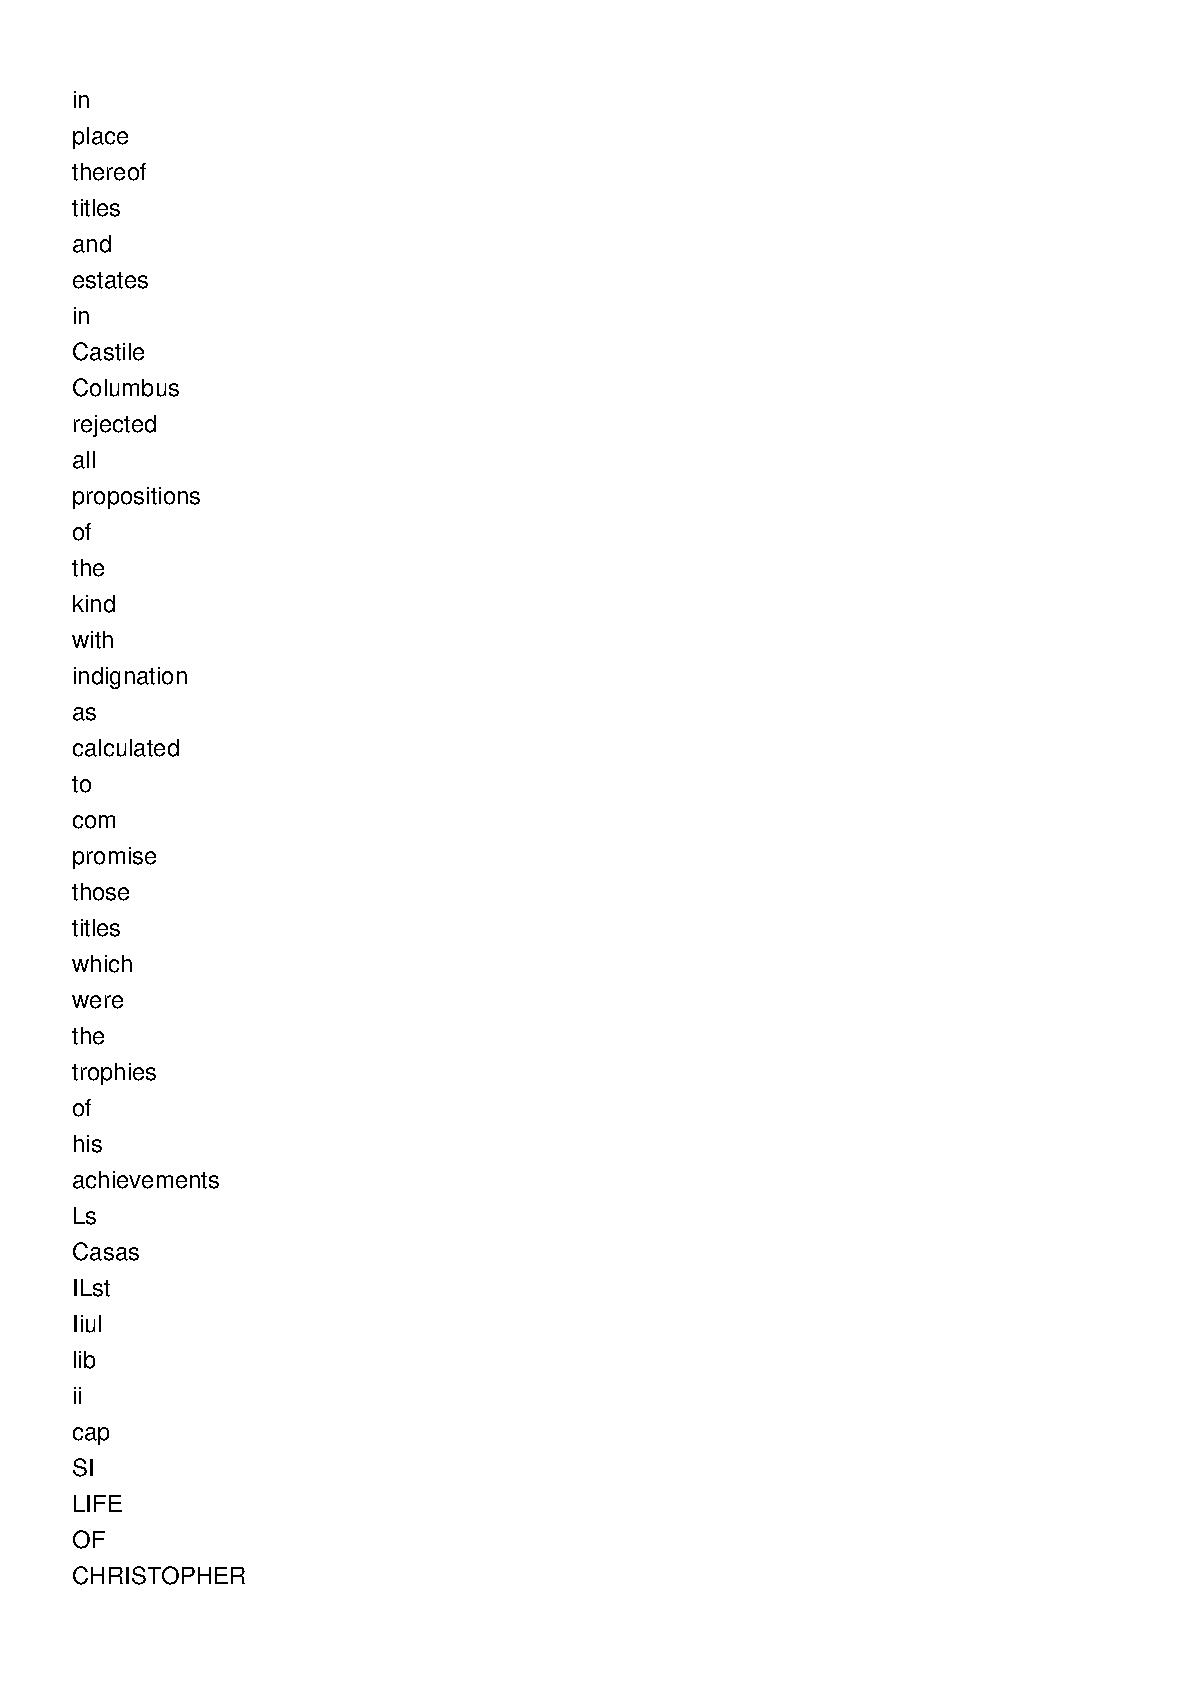 in
place
thereof
titles
and
estates
in
Castile
Columbus
rejected
all
propositions
of
the
kind
with
indignation
as
calculated
to
com
promise
those
titles
which
were
the
trophies
of
his
achievements
Ls
Casas
ILst
Iiul
lib
ii
cap
SI
LIFE
OF
CHRISTOPHER